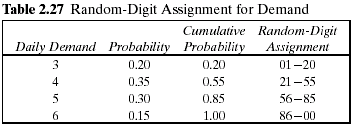 Table 2.27 Random-Digit Assignment for Demand
Cumulative Random-Digit
Daily Demand Probability Probability Assignment
3 0.20 0.20 01–20
4 0.35 0.55 21–55
5 0.30 0.85 56–85
6 0.15 1.00 86–00